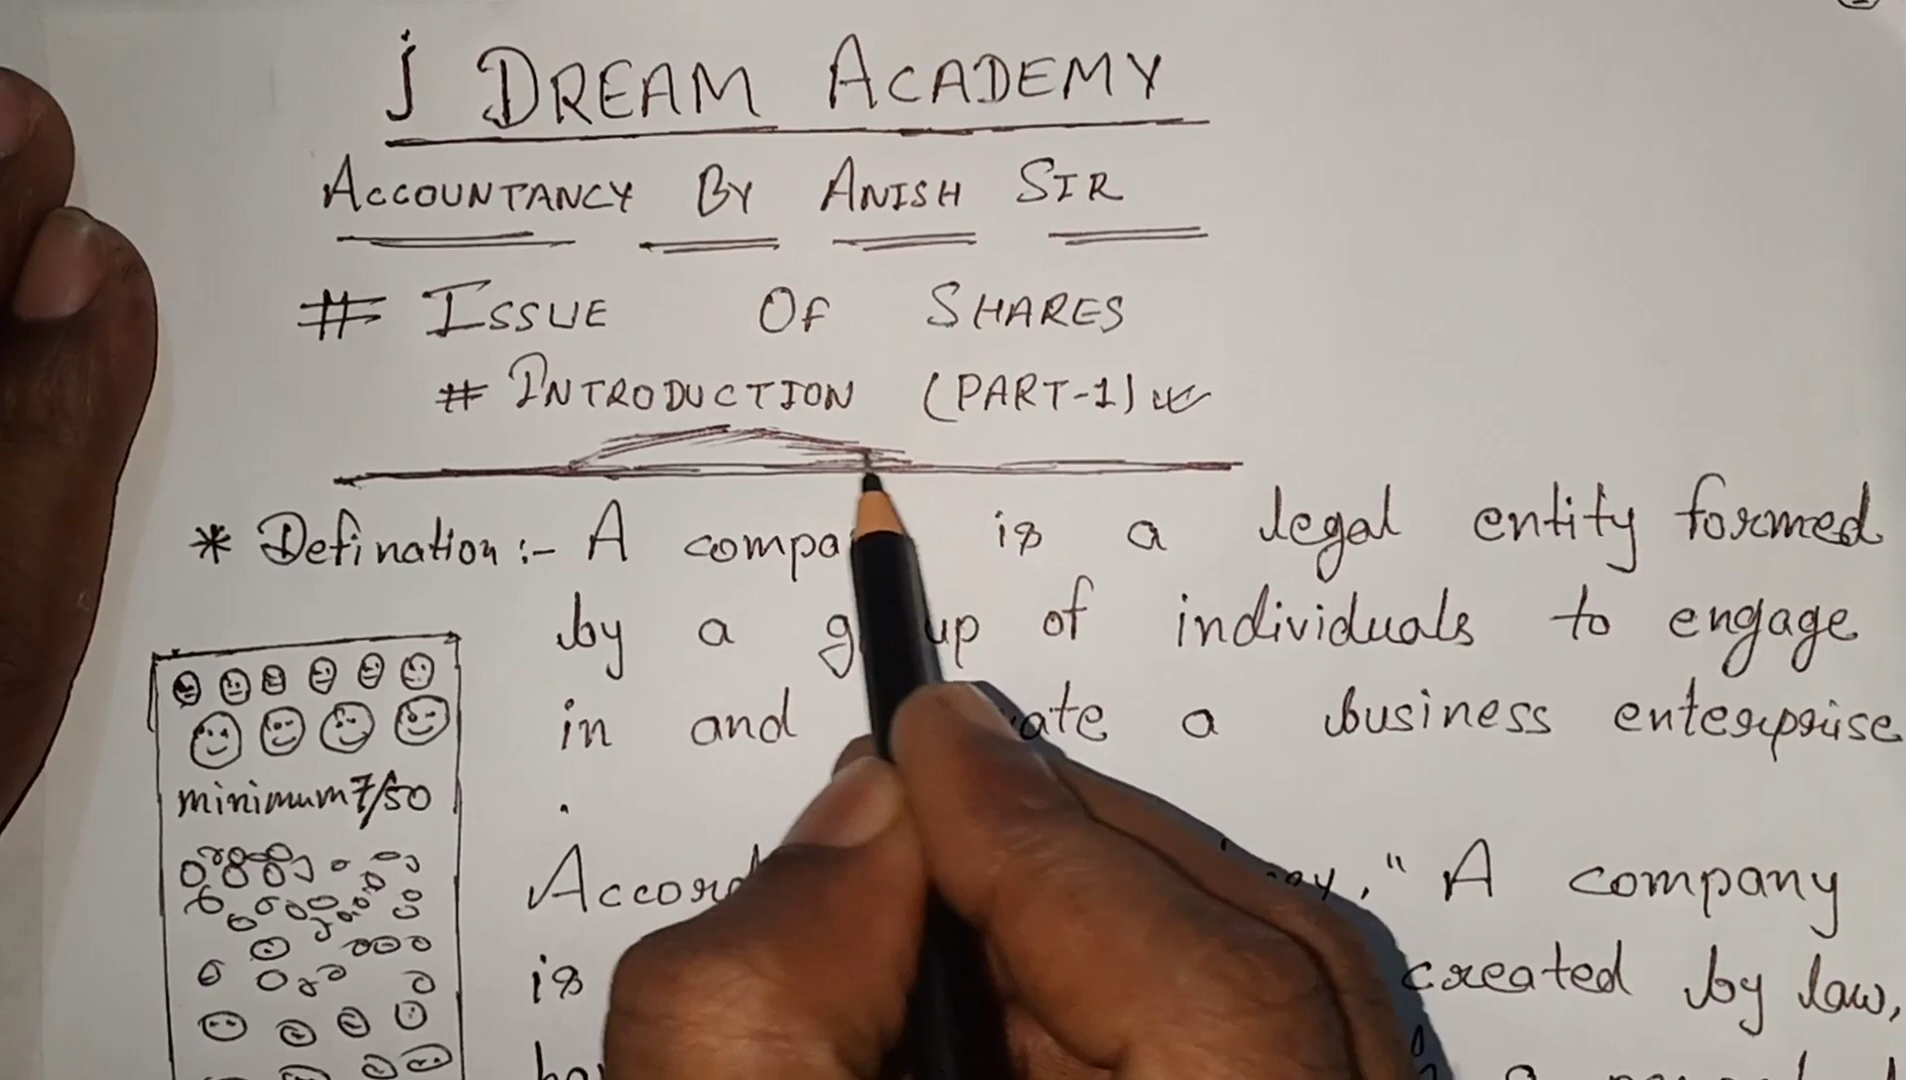 j DREAM ACADEMY
ACCOUNTANCY BY ANISH SIR
# ISSUE OF SHARES
# INTRODUCTION (PART-1)
* Defination :- A compa is a legal entity formed
by a g up of individuals to engage
in and ate a business enterprise
.
minimum 7/50
Accord "A company
is created by law,